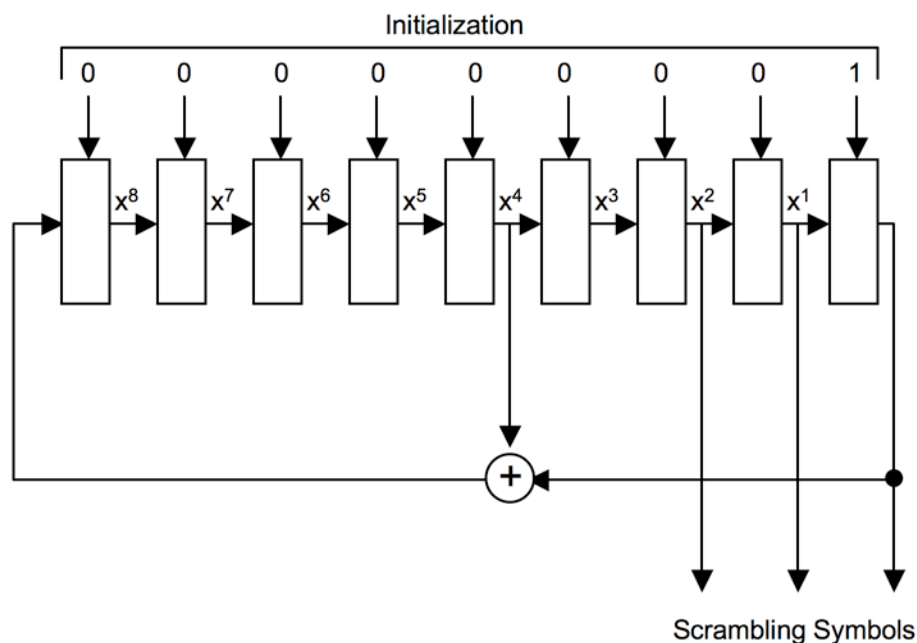 Initialization
0 0 0 0 0 0 0 0 1
x⁸ x⁷ x⁶ x⁵ x⁴ x³ x² x¹
+
Scrambling Symbols